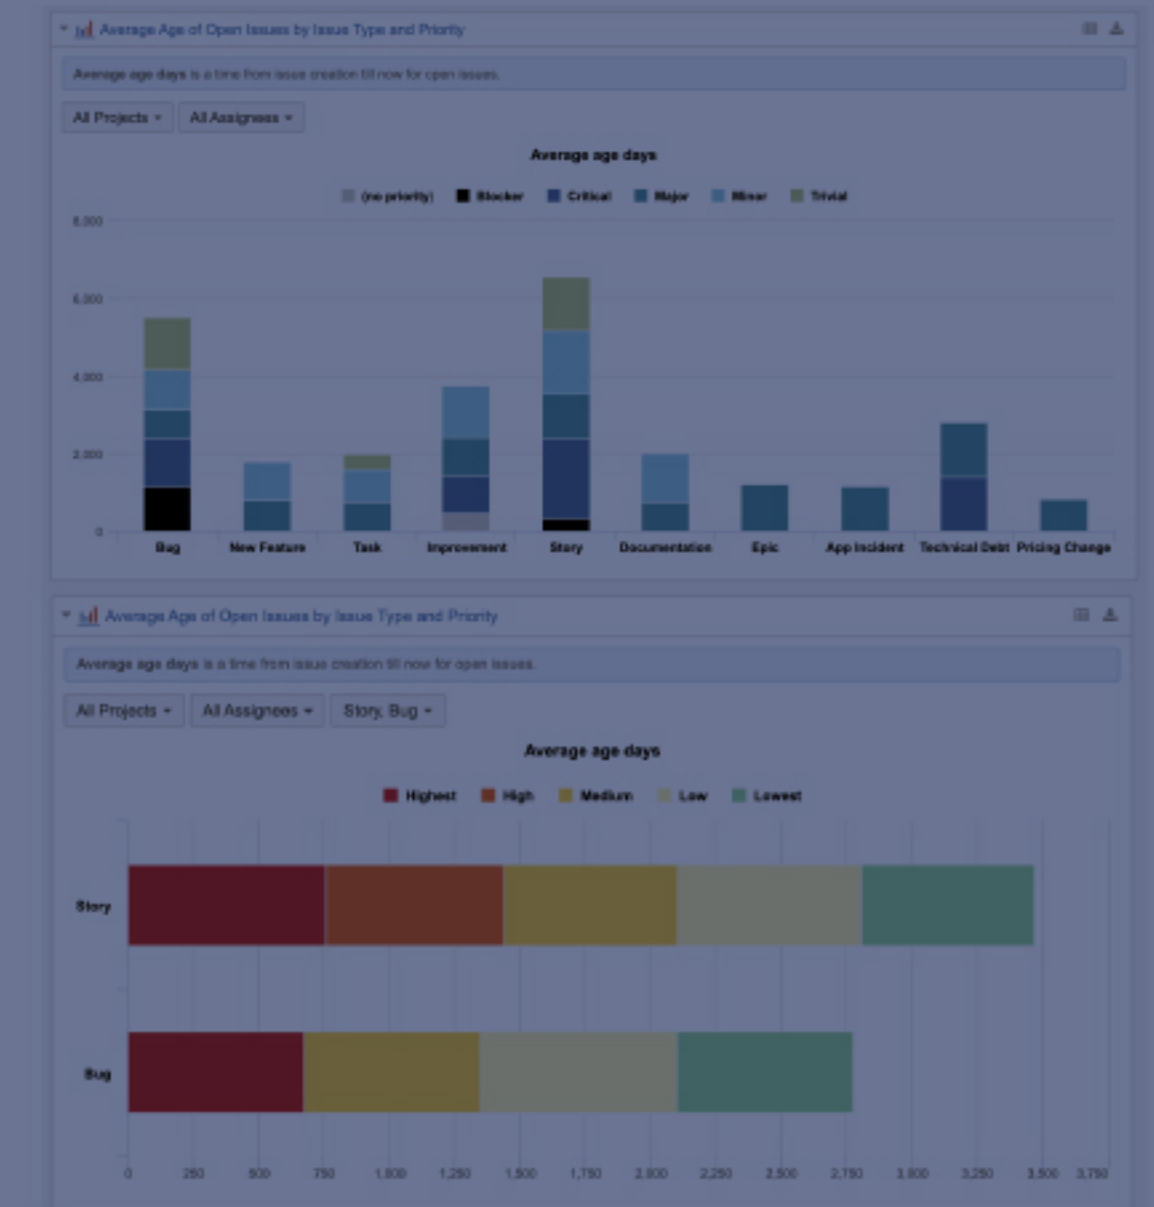 Average Age of Open Issues by Issue Type and Priority
Average age days is a time from issue creation till now for open issues.
All Projects All Assignees
Average age days
(no priority) Blocker Critical Major Minor Trivial
8,000
6,000
4,000
2,000
0
Bug New Feature Task Improvement Story Documentation Epic App Incident Technical Debt Pricing Change
Average Age of Open Issues by Issue Type and Priority
Average age days is a time from issue creation till now for open issues.
All Projects All Assignees Story, Bug
Average age days
Highest High Medium Low Lowest
Story
Bug
0 250 500 750 1,000 1,250 1,500 1,750 2,000 2,250 2,500 2,750 3,000 3,250 3,500 3,750